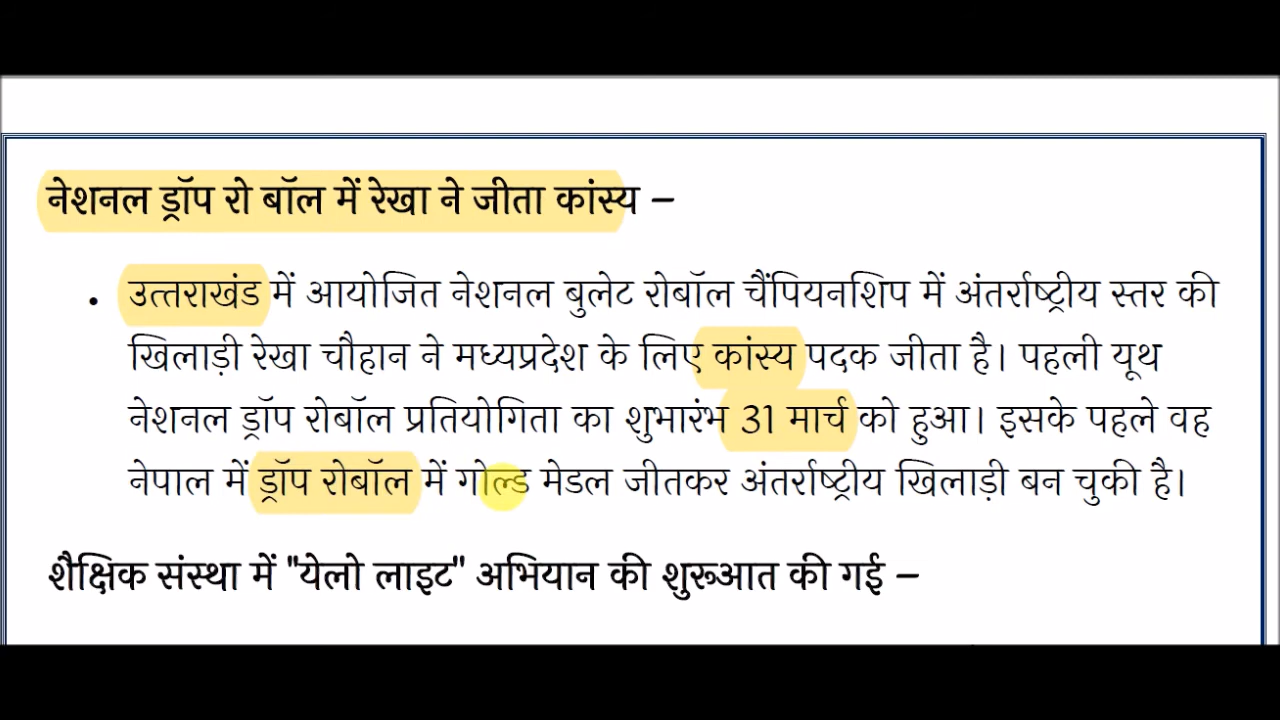 नेशनल ड्रॉप रो बॉल में रेखा ने जीता कांस्य –
• उत्तराखंड में आयोजित नेशनल बुलेट रोबॉल चैंपियनशिप में अंतर्राष्ट्रीय स्तर की
खिलाड़ी रेखा चौहान ने मध्यप्रदेश के लिए कांस्य पदक जीता है। पहली यूथ
नेशनल ड्रॉप रोबॉल प्रतियोगिता का शुभारंभ 31 मार्च को हुआ। इसके पहले वह
नेपाल में ड्रॉप रोबॉल में गोल्ड मेडल जीतकर अंतर्राष्ट्रीय खिलाड़ी बन चुकी है।
शैक्षिक संस्था में "येलो लाइट" अभियान की शुरूआत की गई –